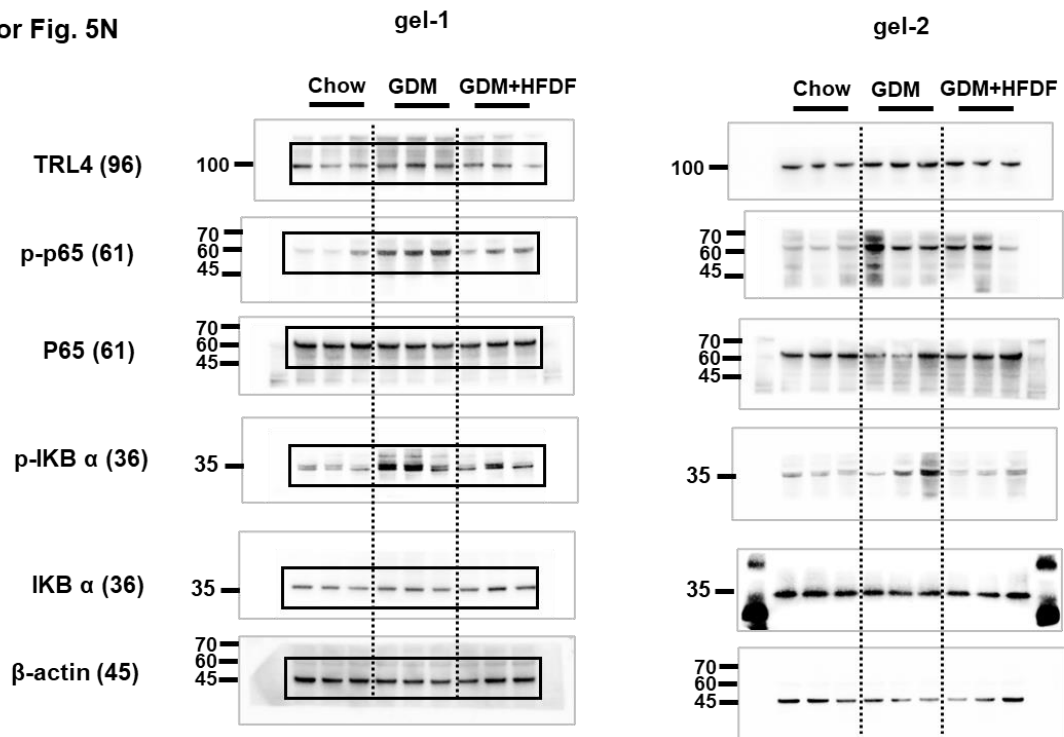 or Fig. 5N
gel-1
gel-2
Chow GDM GDM+HFDF
Chow GDM GDM+HFDF
TRL4 (96)
100
100
p-p65 (61)
70
60
45
70
60
45
P65 (61)
70
60
45
70
60
45
p-IKB α (36)
35
35
IKB α (36)
35
35
β-actin (45)
70
60
45
70
60
45